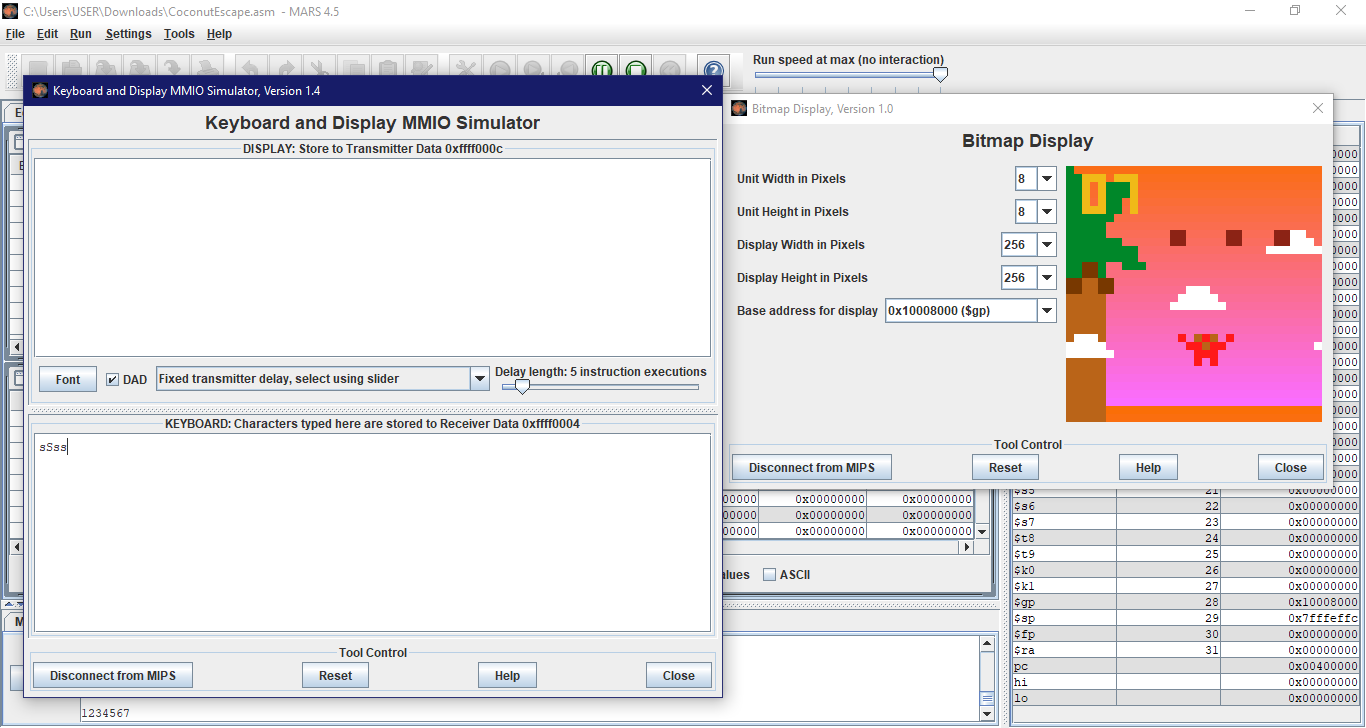 C:\Users\USER\Downloads\CoconutEscape.asm - MARS 4.5
File Edit Run Settings Tools Help
Run speed at max (no interaction)
Keyboard and Display MMIO Simulator, Version 1.4
Keyboard and Display MMIO Simulator
DISPLAY: Store to Transmitter Data 0xffff000c
Font
DAD
Fixed transmitter delay, select using slider
Delay length: 5 instruction executions
KEYBOARD: Characters typed here are stored to Receiver Data 0xffff0004
sSss
Tool Control
Disconnect from MIPS Reset Help Close
Bitmap Display, Version 1.0
Bitmap Display
Unit Width in Pixels 8
Unit Height in Pixels 8
Display Width in Pixels 256
Display Height in Pixels 256
Base address for display 0x10008000 ($gp)
07
Tool Control
Disconnect from MIPS Reset Help Close
00000 0x00000000 0x00000000
00000 0x00000000 0x00000000
00000 0x00000000 0x00000000
ASCII
$s5 21 0x00000000
$s6 22 0x00000000
$s7 23 0x00000000
$t8 24 0x00000000
$t9 25 0x00000000
$k0 26 0x00000000
$k1 27 0x00000000
$gp 28 0x10008000
$sp 29 0x7fffeffc
$fp 30 0x00000000
$ra 31 0x00000000
pc 0x00400000
hi 0x00000000
lo 0x00000000
1234567